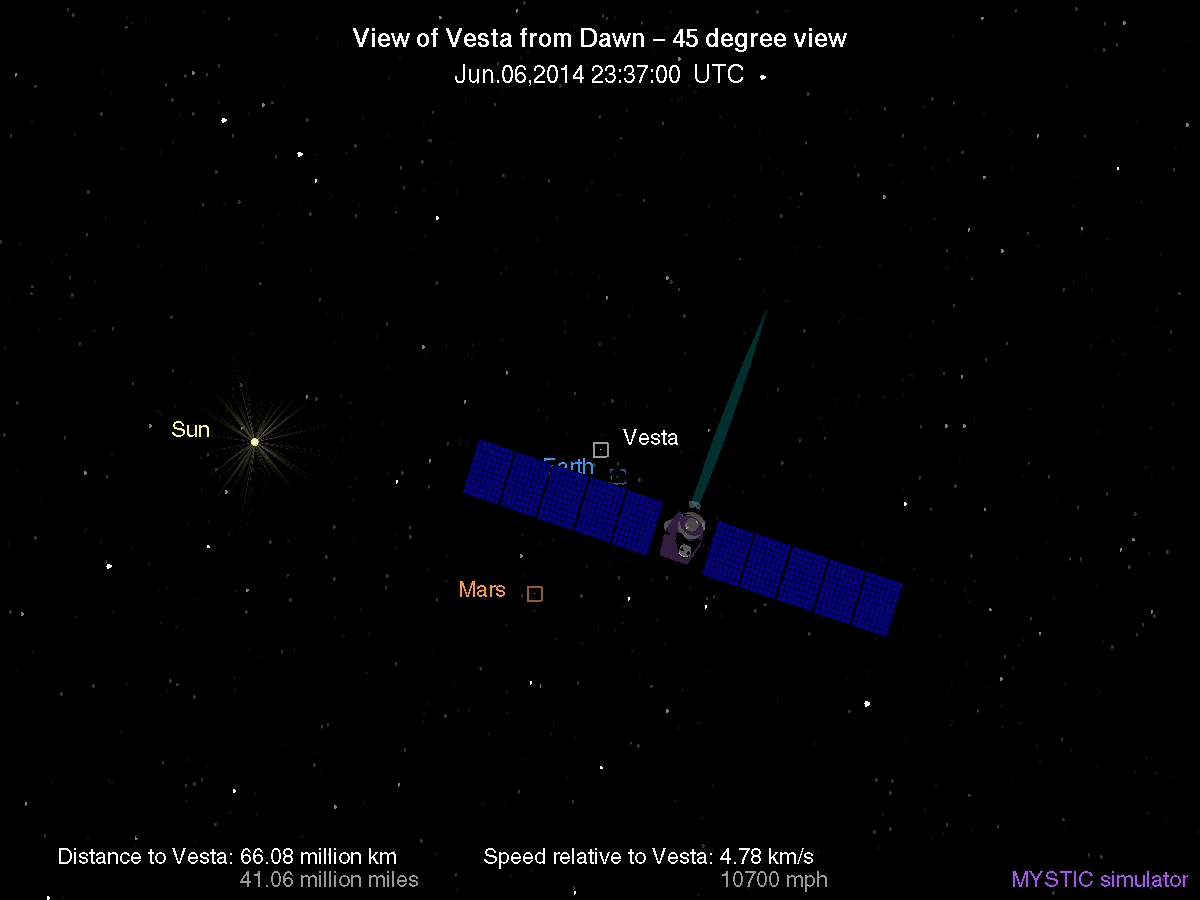 View of Vesta from Dawn – 45 degree view
Jun.06,2014 23:37:00 UTC
Sun
Vesta
Earth
Mars
Distance to Vesta: 66.08 million km
41.06 million miles
Speed relative to Vesta: 4.78 km/s
10700 mph
MYSTIC simulator